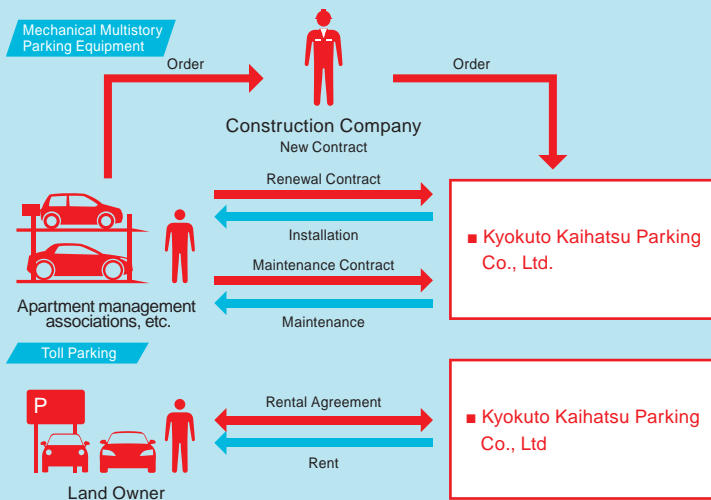 Mechanical Multistory
Parking Equipment
Order
Order
Construction Company
New Contract
Renewal Contract
Installation
Maintenance Contract
Maintenance
Apartment management
associations, etc.
■ Kyokuto Kaihatsu Parking
Co., Ltd.
Toll Parking
P
Rental Agreement
Rent
Land Owner
■ Kyokuto Kaihatsu Parking
Co., Ltd